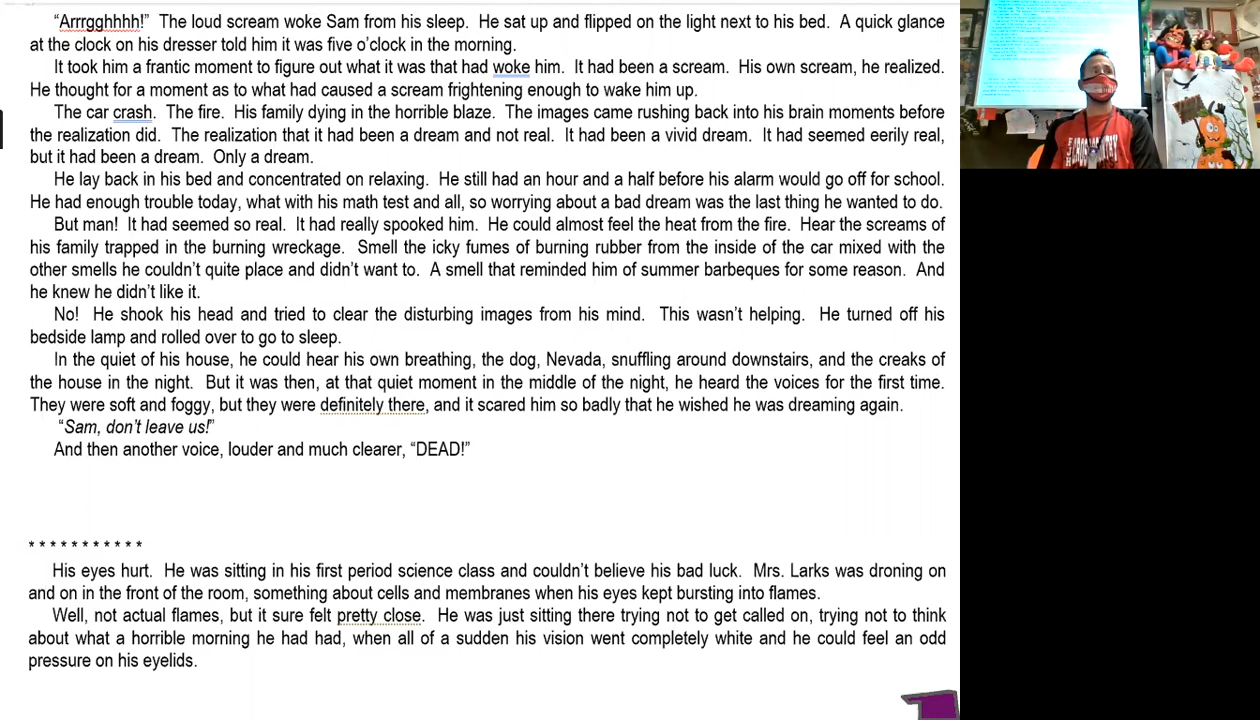 “Arrrgghhhh!” The loud scream woke Sam from his sleep. He sat up and flipped on the light next to his bed. A quick glance
at the clock on his dresser told him it was five o’clock in the morning.
It took him a frantic moment to figure out what it was that had woke him. It had been a scream. His own scream, he realized.
He thought for a moment as to what had caused a scream frightening enough to wake him up.
The car crash. The fire. His family dying in the horrible blaze. The images came rushing back into his brain moments before
the realization did. The realization that it had been a dream and not real. It had been a vivid dream. It had seemed eerily real,
but it had been a dream. Only a dream.
He lay back in his bed and concentrated on relaxing. He still had an hour and a half before his alarm would go off for school.
He had enough trouble today, what with his math test and all, so worrying about a bad dream was the last thing he wanted to do.
But man! It had seemed so real. It had really spooked him. He could almost feel the heat from the fire. Hear the screams of
his family trapped in the burning wreckage. Smell the icky fumes of burning rubber from the inside of the car mixed with the
other smells he couldn’t quite place and didn’t want to. A smell that reminded him of summer barbeques for some reason. And
he knew he didn’t like it.
No! He shook his head and tried to clear the disturbing images from his mind. This wasn’t helping. He turned off his
bedside lamp and rolled over to go to sleep.
In the quiet of his house, he could hear his own breathing, the dog, Nevada, snuffling around downstairs, and the creaks of
the house in the night. But it was then, at that quiet moment in the middle of the night, he heard the voices for the first time.
They were soft and foggy, but they were definitely there, and it scared him so badly that he wished he was dreaming again.
“Sam, don’t leave us!”
And then another voice, louder and much clearer, “DEAD!”
* * * * * * * * * * *
His eyes hurt. He was sitting in his first period science class and couldn’t believe his bad luck. Mrs. Larks was droning on
and on in the front of the room, something about cells and membranes when his eyes kept bursting into flames.
Well, not actual flames, but it sure felt pretty close. He was just sitting there trying not to get called on, trying not to think
about what a horrible morning he had had, when all of a sudden his vision went completely white and he could feel an odd
pressure on his eyelids.